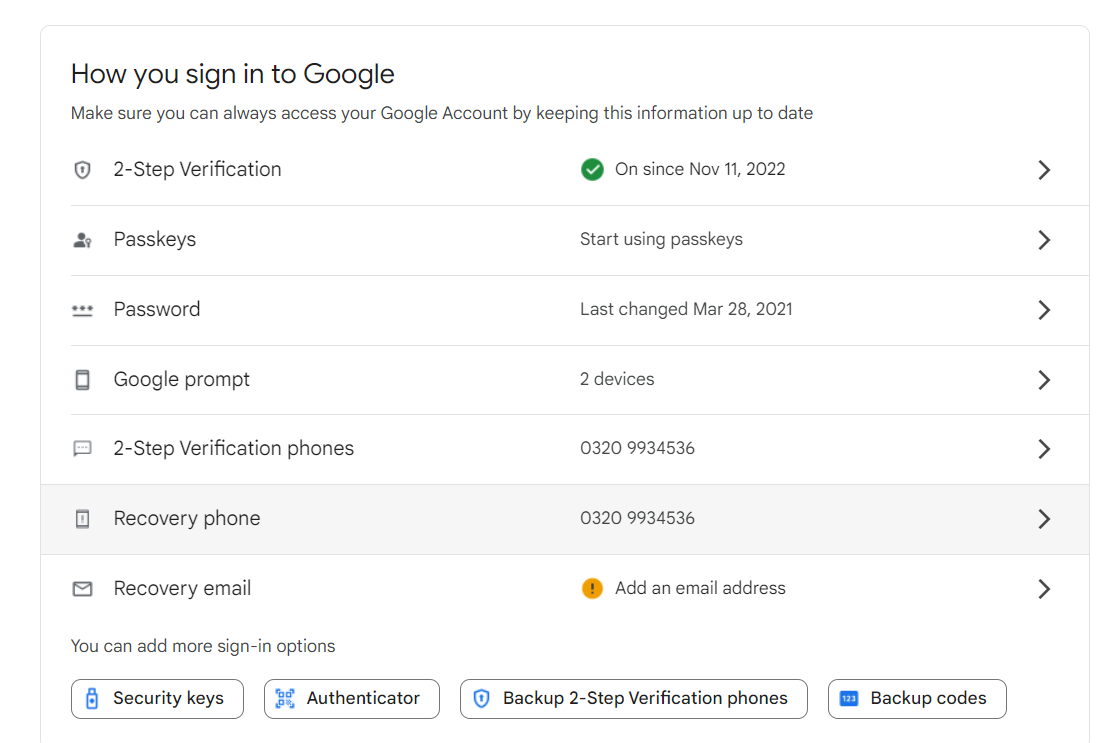 How you sign in to Google
Make sure you can always access your Google Account by keeping this information up to date
2-Step Verification On since Nov 11, 2022
Passkeys Start using passkeys
Password Last changed Mar 28, 2021
Google prompt 2 devices
2-Step Verification phones 0320 9934536
Recovery phone 0320 9934536
Recovery email Add an email address
You can add more sign-in options
Security keys Authenticator Backup 2-Step Verification phones 123 Backup codes